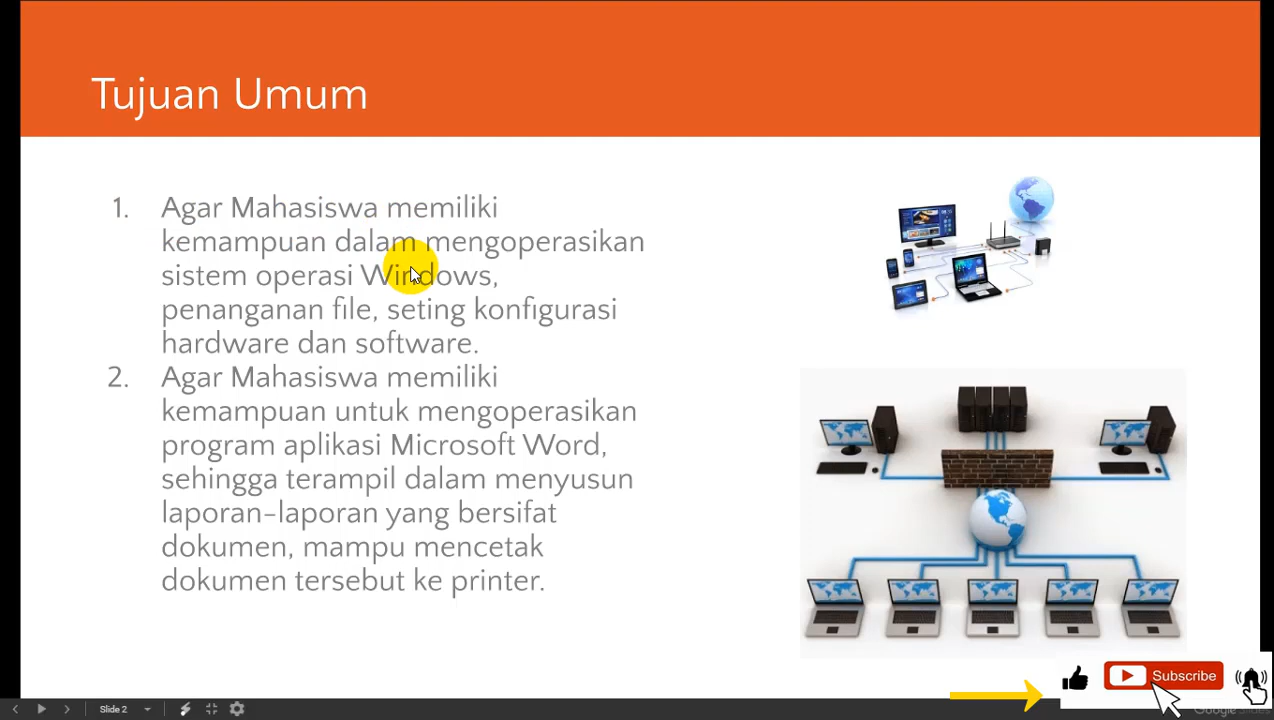 Tujuan Umum
1. Agar Mahasiswa memiliki
kemampuan dalam mengoperasikan
sistem operasi Windows,
penanganan file, seting konfigurasi
hardware dan software.
2. Agar Mahasiswa memiliki
kemampuan untuk mengoperasikan
program aplikasi Microsoft Word,
sehingga terampil dalam menyusun
laporan-laporan yang bersifat
dokumen, mampu mencetak
dokumen tersebut ke printer.
Subscribe
Slide 2
Google Slides